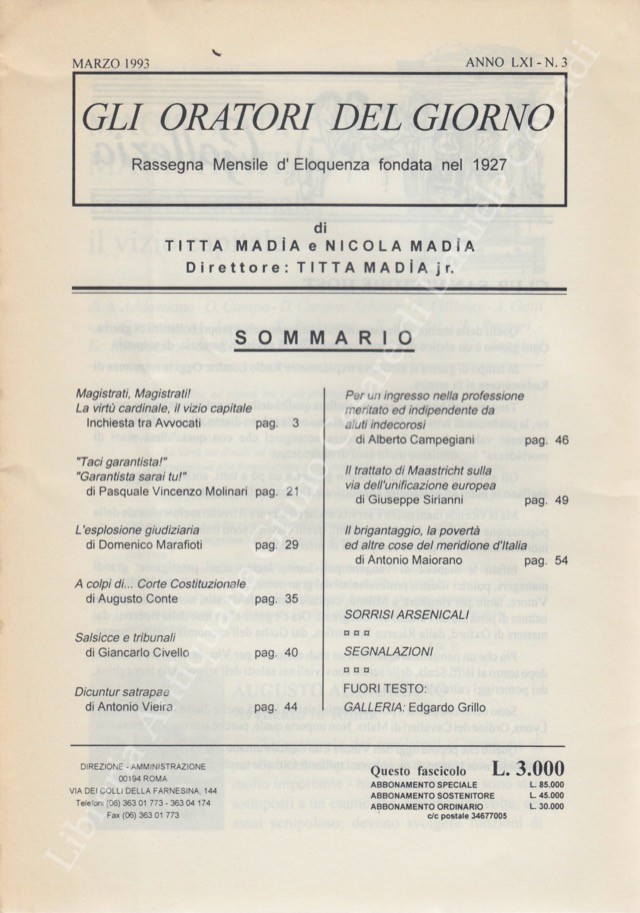 MARZO 1993
ANNO LXI - N. 3
GLI ORATORI DEL GIORNO
Rassegna Mensile d' Eloquenza fondata nel 1927
di
TITTA MADÌA e NICOLA MADÌA
Direttore: TITTA MADÌA jr.
SOMMARIO
Magistrati, Magistrati!
La virtù cardinale, il vizio capitale
Inchiesta tra Avvocati pag. 3
"Taci garantista!"
"Garantista sarai tu!"
di Pasquale Vincenzo Molinari pag. 21
L'esplosione giudiziaria
di Domenico Marafioti pag. 29
A colpi di... Corte Costituzionale
di Augusto Conte pag. 35
Salsicce e tribunali
di Giancarlo Civello pag. 40
Dicuntur satrapae
di Antonio Vieira pag. 44
Per un ingresso nella professione
meritato ed indipendente da
aiuti indecorosi
di Alberto Campegiani pag. 46
Il trattato di Maastricht sulla
via dell'unificazione europea
di Giuseppe Sirianni pag. 49
Il brigantaggio, la povertà
ed altre cose del meridione d'Italia
di Antonio Maiorano pag. 54
SORRISI ARSENICALI
¤ ¤ ¤
SEGNALAZIONI
¤ ¤ ¤
FUORI TESTO:
GALLERIA: Edgardo Grillo
DIREZIONE - AMMINISTRAZIONE
00194 ROMA
VIA DEI COLLI DELLA FARNESINA, 144
Telefoni (06) 363 01 773 - 363 04 174
Fax (06) 363 01 773
Questo fascicolo L. 3.000
ABBONAMENTO SPECIALE L. 85.000
ABBONAMENTO SOSTENITORE L. 45.000
ABBONAMENTO ORDINARIO L. 30.000
c/c postale 34677005